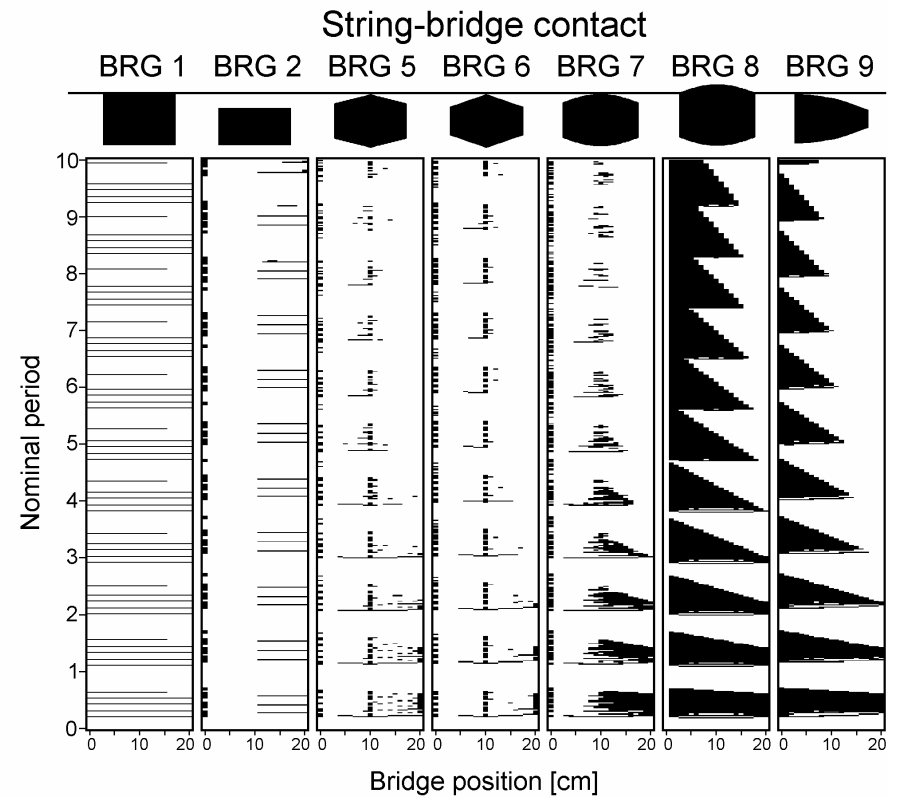 String-bridge contact
BRG 1 BRG 2 BRG 5 BRG 6 BRG 7 BRG 8 BRG 9
10
9
8
7
6
5
4
3
2
1
0
Nominal period
0 10 20 0 10 20 0 10 20 0 10 20 0 10 20 0 10 20 0 10 20
Bridge position [cm]